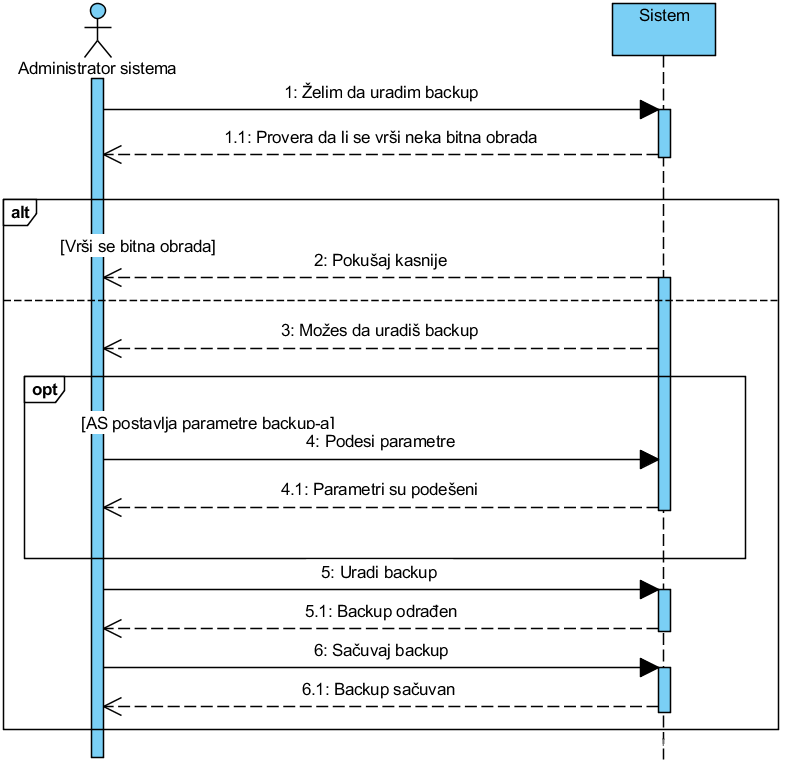 Sistem
Administrator sistema
1: Želim da uradim backup
1.1: Provera da li se vrši neka bitna obrada
alt
[Vrši se bitna obrada]
2: Pokušaj kasnije
3: Možes da uradiš backup
opt
[AS postavlja parametre backup-a]
4: Podesi parametre
4.1: Parametri su podešeni
5: Uradi backup
5.1: Backup odrađen
6: Sačuvaj backup
6.1: Backup sačuvan